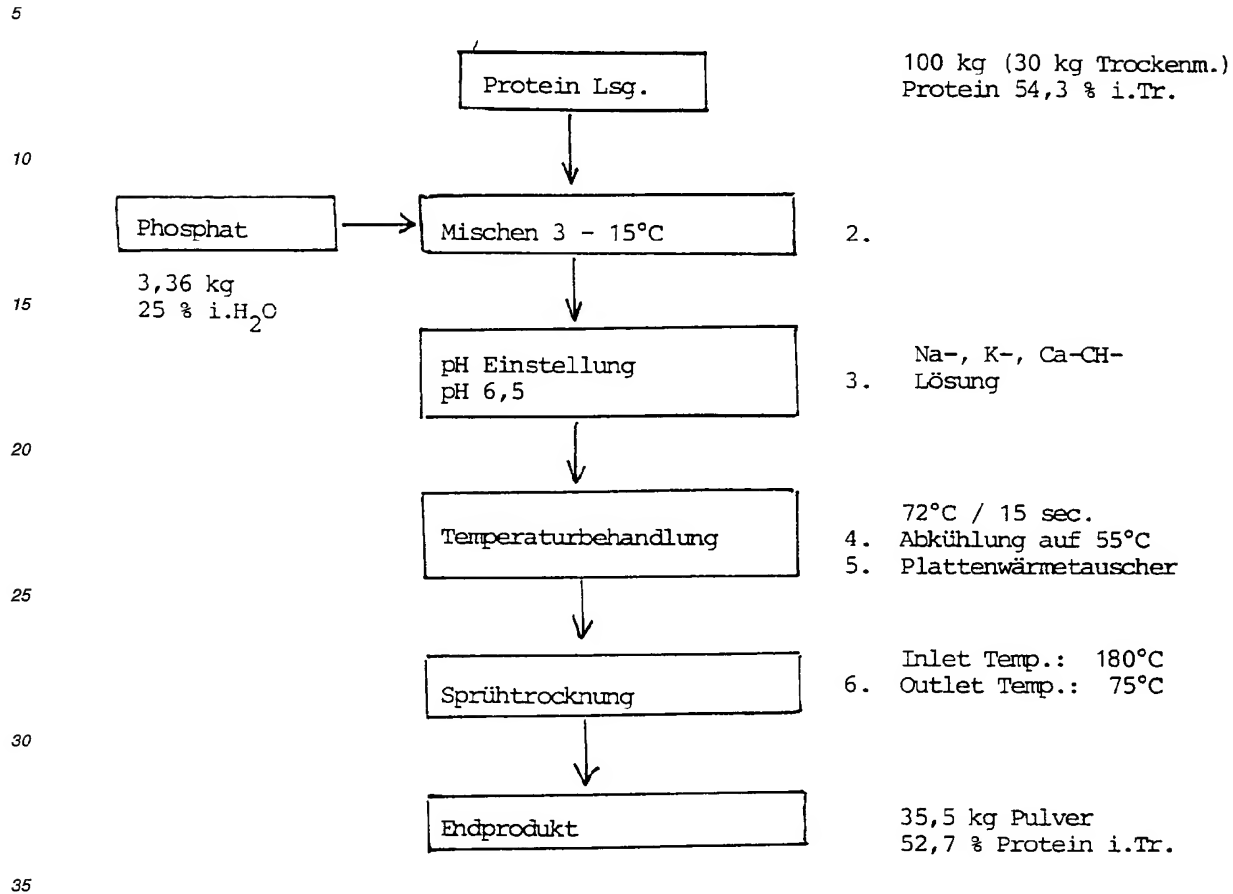 5
Protein Lsg.
100 kg (30 kg Trockenm.)
Protein 54,3 % i.Tr.
10
Phosphat
Mischen 3 - 15°C
2.
3,36 kg
25 % i.H₂O
15
pH Einstellung
pH 6,5
Na-, K-, Ca-CH-
3. Lösung
20
Temperaturbehandlung
72°C / 15 sec.
4. Abkühlung auf 55°C
5. Plattenwärmetauscher
25
Sprühtrocknung
Inlet Temp.: 180°C
6. Outlet Temp.: 75°C
30
Endprodukt
35,5 kg Pulver
52,7 % Protein i.Tr.
35